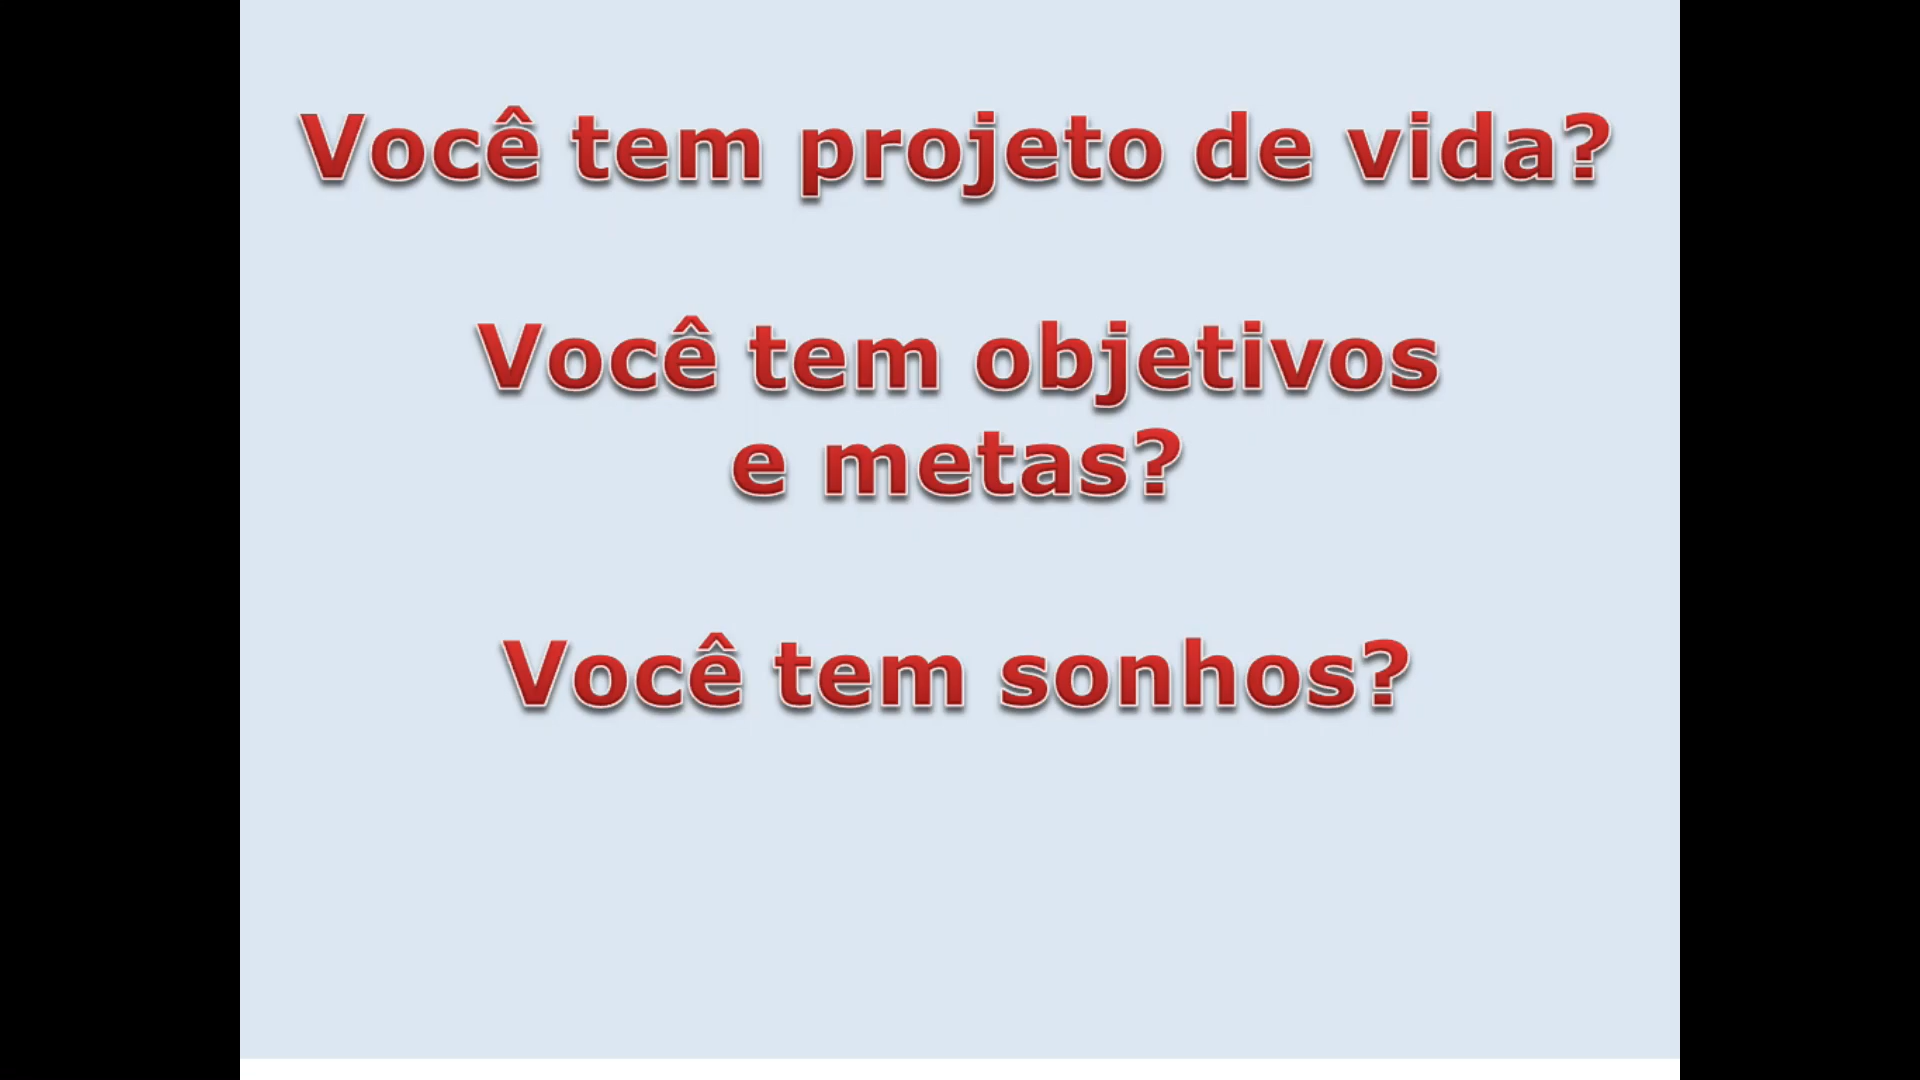 Você tem projeto de vida?
Você tem objetivos
e metas?
Você tem sonhos?